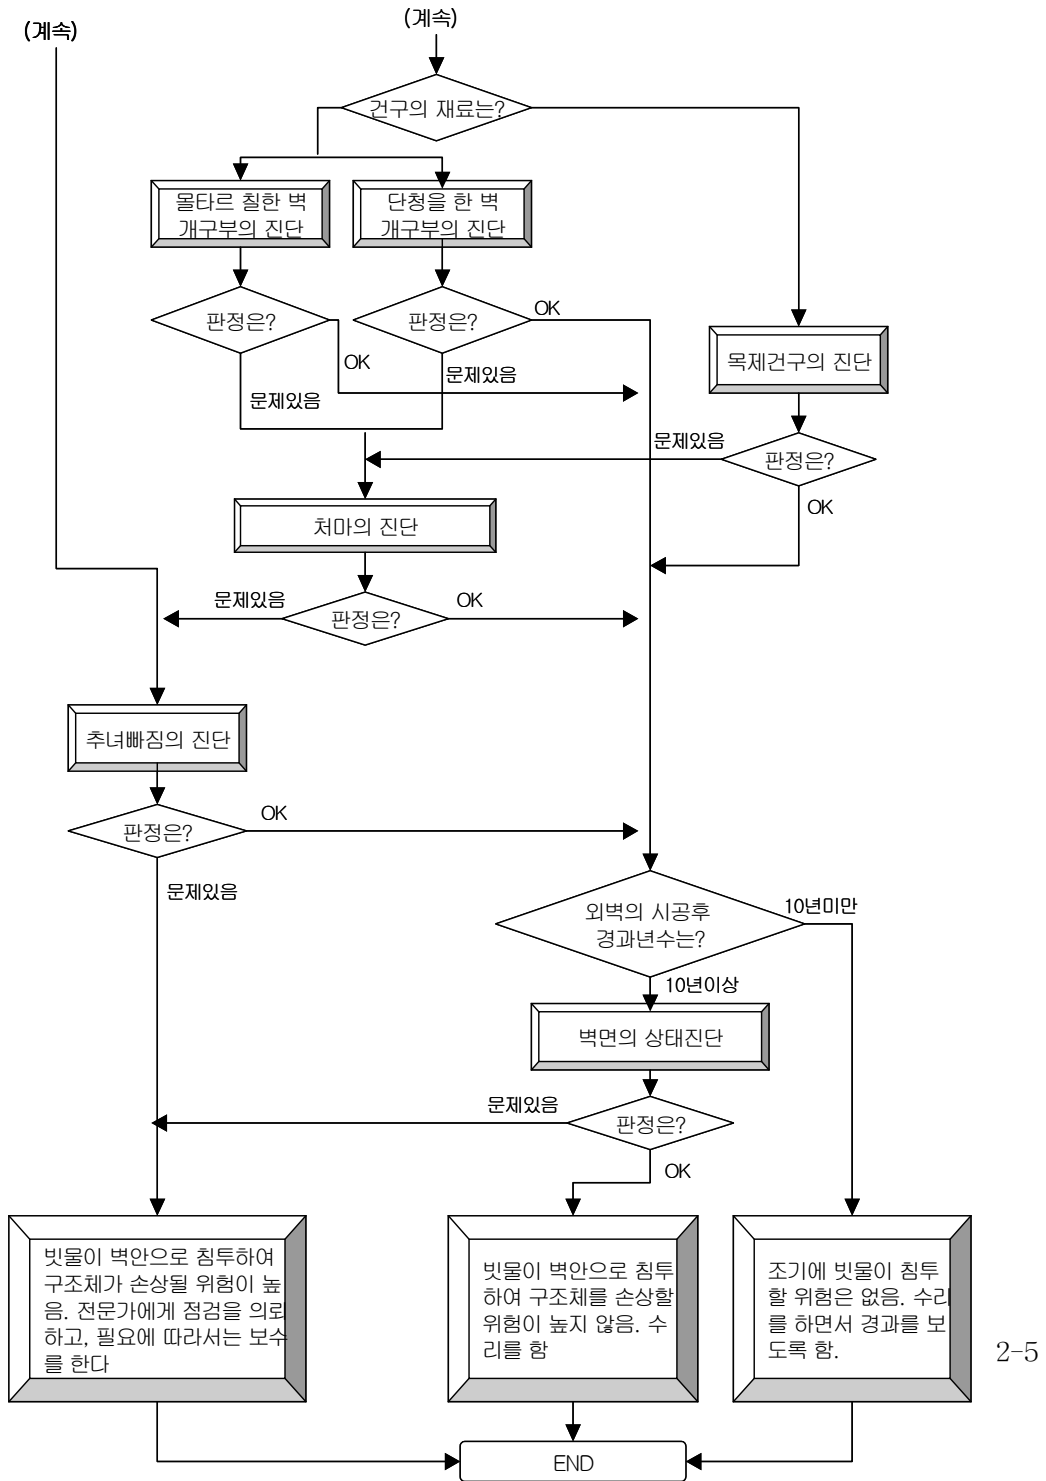 (계속)
(계속)
건구의 재료는?
몰타르 칠한 벽
개구부의 진단
단청을 한 벽
개구부의 진단
판정은?
판정은?
OK
OK
문제있음
문제있음
목제건구의 진단
문제있음
판정은?
OK
처마의 진단
문제있음
OK
판정은?
추녀빠짐의 진단
OK
판정은?
문제있음
외벽의 시공후
경과년수는?
10년미만
10년이상
벽면의 상태진단
문제있음
판정은?
OK
빗물이 벽안으로 침투하여
구조체가 손상될 위험이 높
음. 전문가에게 점검을 의뢰
하고, 필요에 따라서는 보수
를 한다
빗물이 벽안으로 침투
하여 구조체를 손상할
위험이 높지 않음. 수
리를 함
조기에 빗물이 침투
할 위험은 없음. 수리
를 하면서 경과를 보
도록 함.
2-5
END